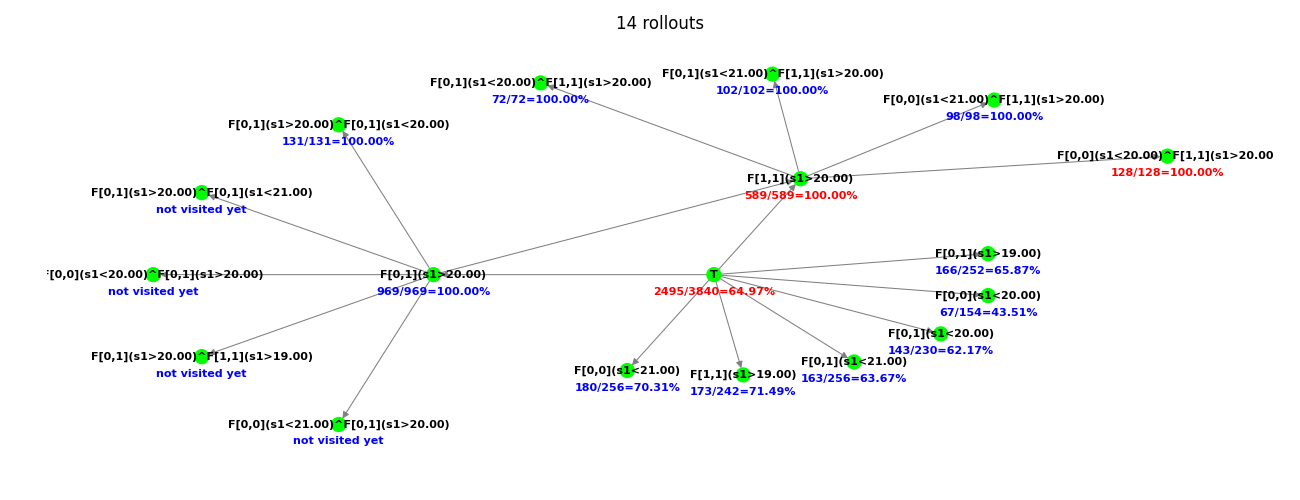 14 rollouts
F[0,1](s1<21.00)^F[1,1](s1>20.00)
102/102=100.00%
F[0,1](s1<20.00)^F[1,1](s1>20.00)
72/72=100.00%
F[0,0](s1<21.00)^F[1,1](s1>20.00)
98/98=100.00%
F[0,1](s1>20.00)^F[0,1](s1<20.00)
131/131=100.00%
F[0,0](s1<20.00)^F[1,1](s1>20.00
128/128=100.00%
F[1,1](s1>20.00)
589/589=100.00%
F[0,1](s1>20.00)^F[0,1](s1<21.00)
not visited yet
F[0,1](s1>19.00)
166/252=65.87%
F[0,0](s1<20.00)^F[0,1](s1>20.00)
not visited yet
F[0,1](s1>20.00)
969/969=100.00%
T
2495/3840=64.97%
F[0,0](s1<20.00)
67/154=43.51%
F[0,1](s1<20.00)
143/230=62.17%
F[0,1](s1>20.00)^F[1,1](s1>19.00)
not visited yet
F[0,1](s1<21.00)
163/256=63.67%
F[0,0](s1<21.00)
180/256=70.31%
F[1,1](s1>19.00)
173/242=71.49%
F[0,0](s1<21.00)^F[0,1](s1>20.00)
not visited yet